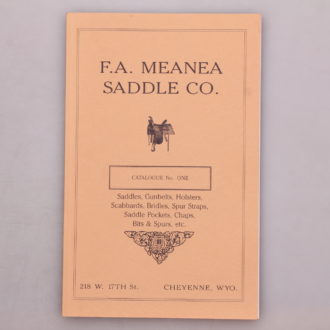 F.A. MEANEA
SADDLE CO.
CATALOGUE No. ONE
Saddles, Gunbelts, Holsters,
Scabbards, Bridles, Spur Straps,
Saddle Pockets, Chaps,
Bits & Spurs, etc.
218 W. 17TH St. CHEYENNE, WYO.